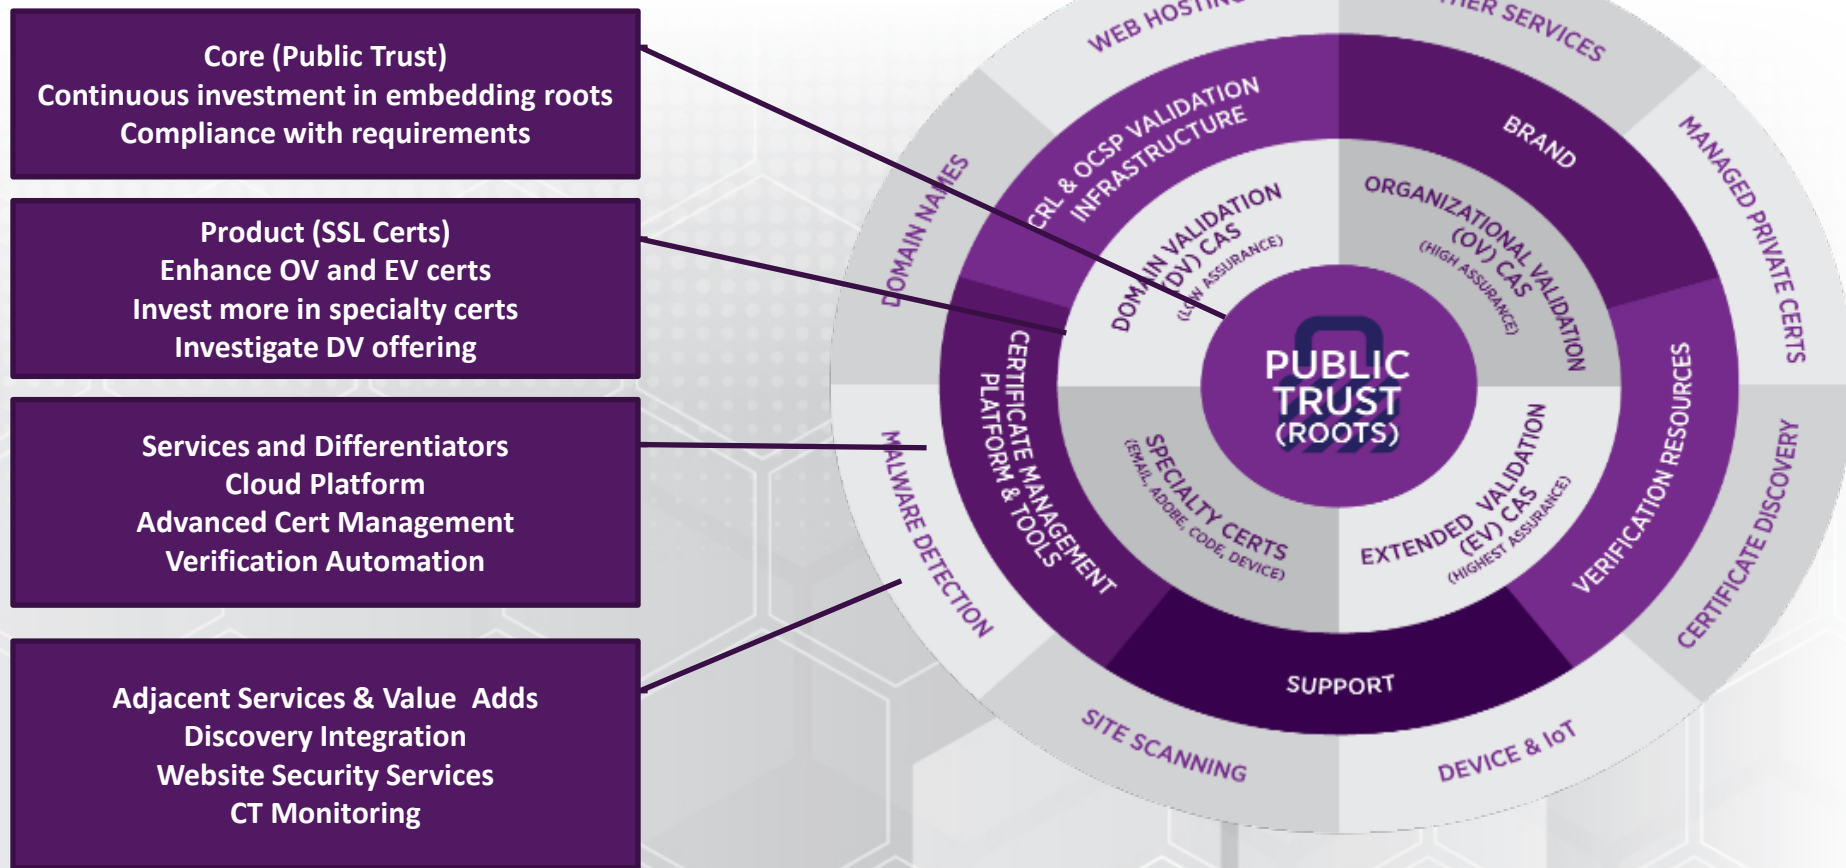 Core (Public Trust)
Continuous investment in embedding roots
Compliance with requirements
Product (SSL Certs)
Enhance OV and EV certs
Invest more in specialty certs
Investigate DV offering
Services and Differentiators
Cloud Platform
Advanced Cert Management
Verification Automation
Adjacent Services & Value Adds
Discovery Integration
Website Security Services
CT Monitoring
WEB HOSTING
SERVICES
MANAGED PRIVATE CERTS
CERTIFICATE DISCOVERY
DEVICE & IoT
SITE SCANNING
MALWARE DETECTION
DOMAIN NAMES
CRL & OCSP VALIDATION
INFRASTRUCTURE
BRAND
VERIFICATION RESOURCES
SUPPORT
CERTIFICATE MANAGEMENT
PLATFORM & TOOLS
DOMAIN VALIDATION
(DV) CAS
(LOW ASSURANCE)
ORGANIZATIONAL VALIDATION
(OV) CAS
(HIGH ASSURANCE)
EXTENDED VALIDATION
(EV) CAS
(HIGHEST ASSURANCE)
SPECIALTY CERTS
(EMAIL, ADOBE, CODE, DEVICE)
PUBLIC
TRUST
(ROOTS)